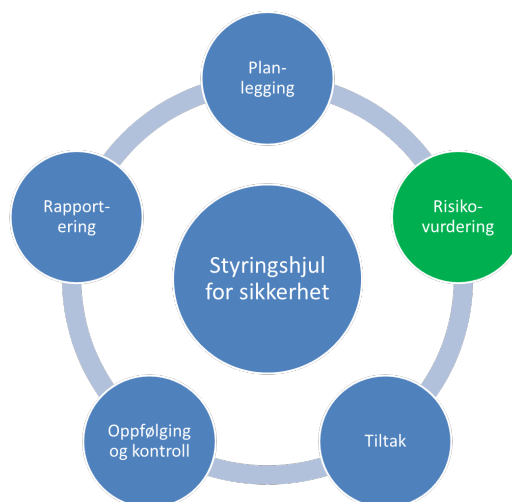 Plan-
legging
Risiko-
vurdering
Tiltak
Oppfølging
og kontroll
Rapport-
ering
Styringshjul
for sikkerhet